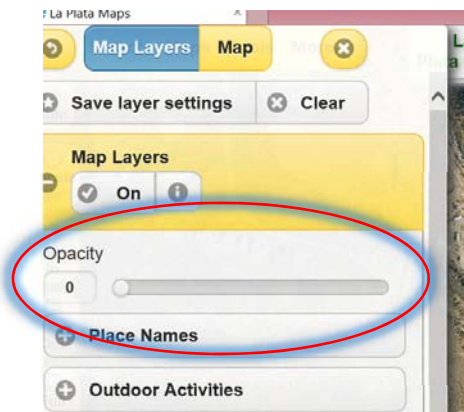 La Plata Maps x
Map Layers Map
Save layer settings Clear
Map Layers
On
Opacity
0
Place Names
Outdoor Activities